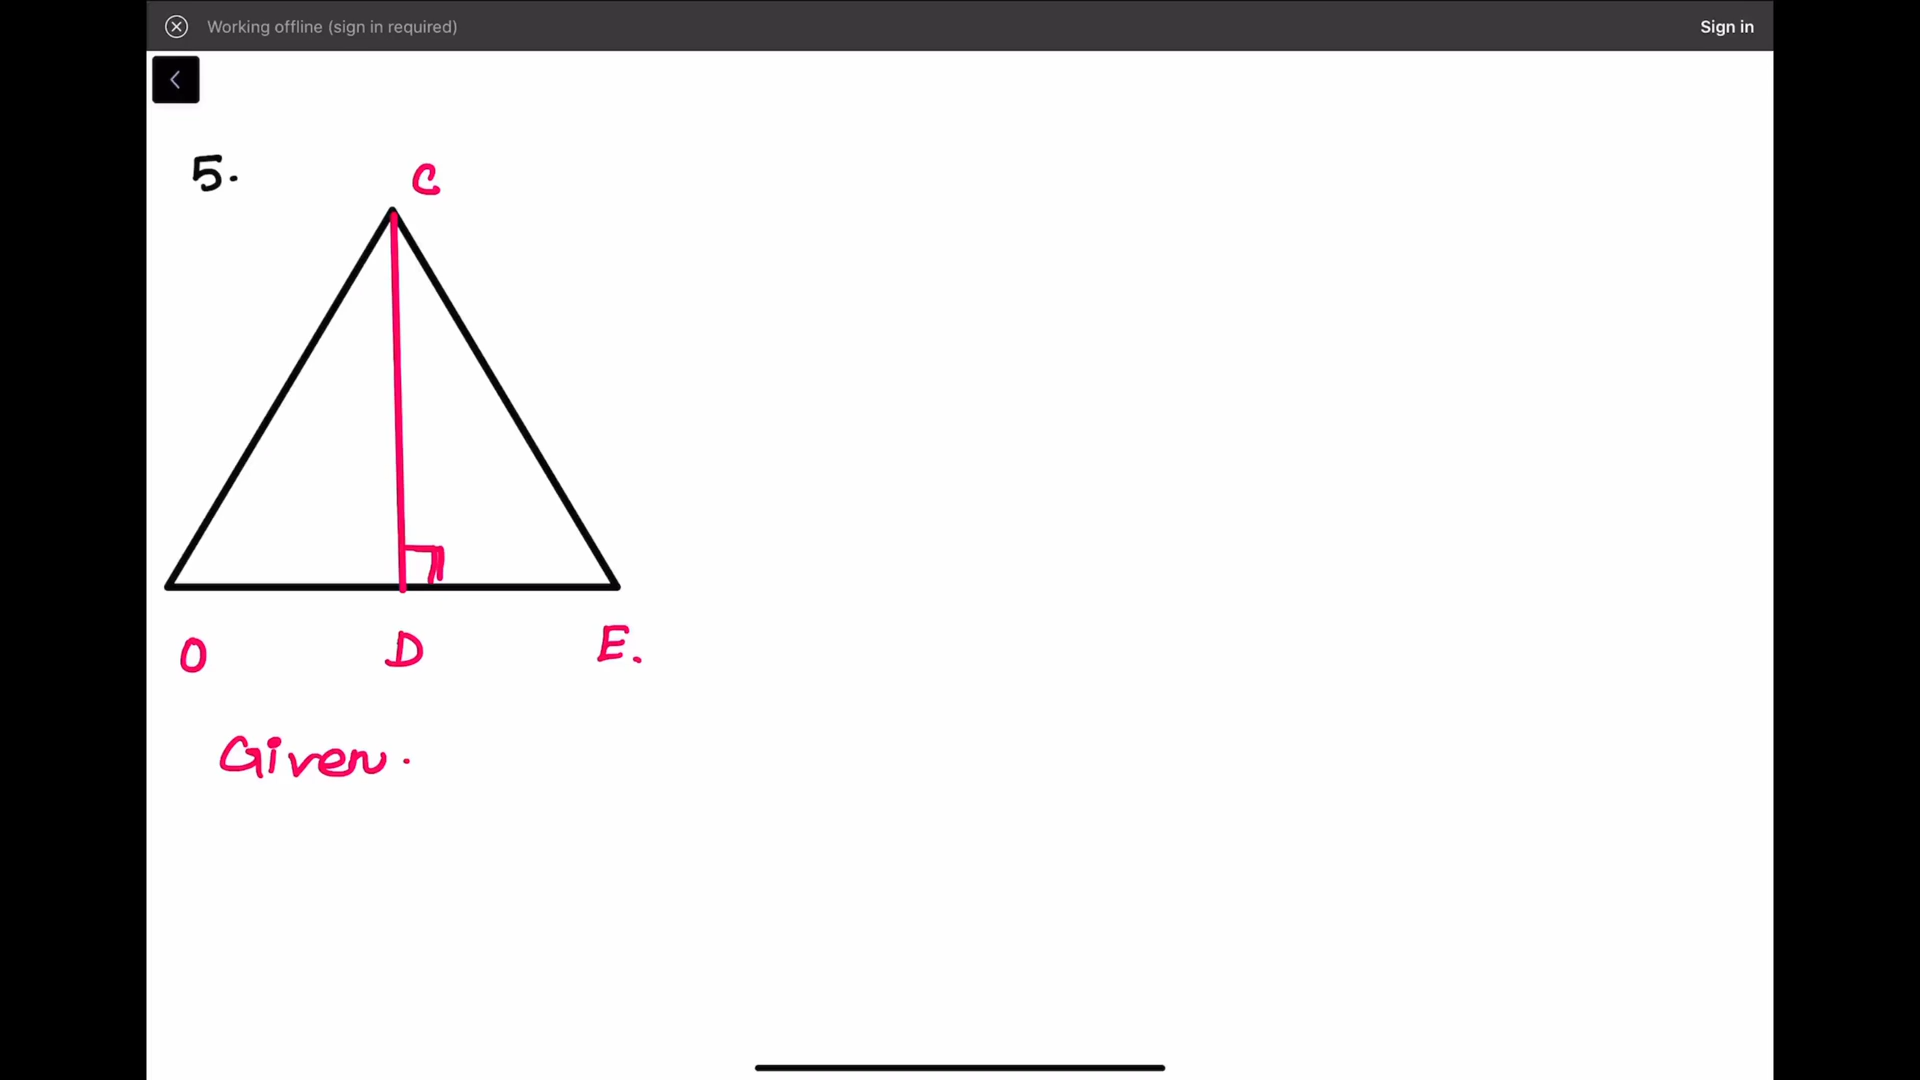 Working offline (sign in required)
Sign in
5.
C
O D E.
Given.